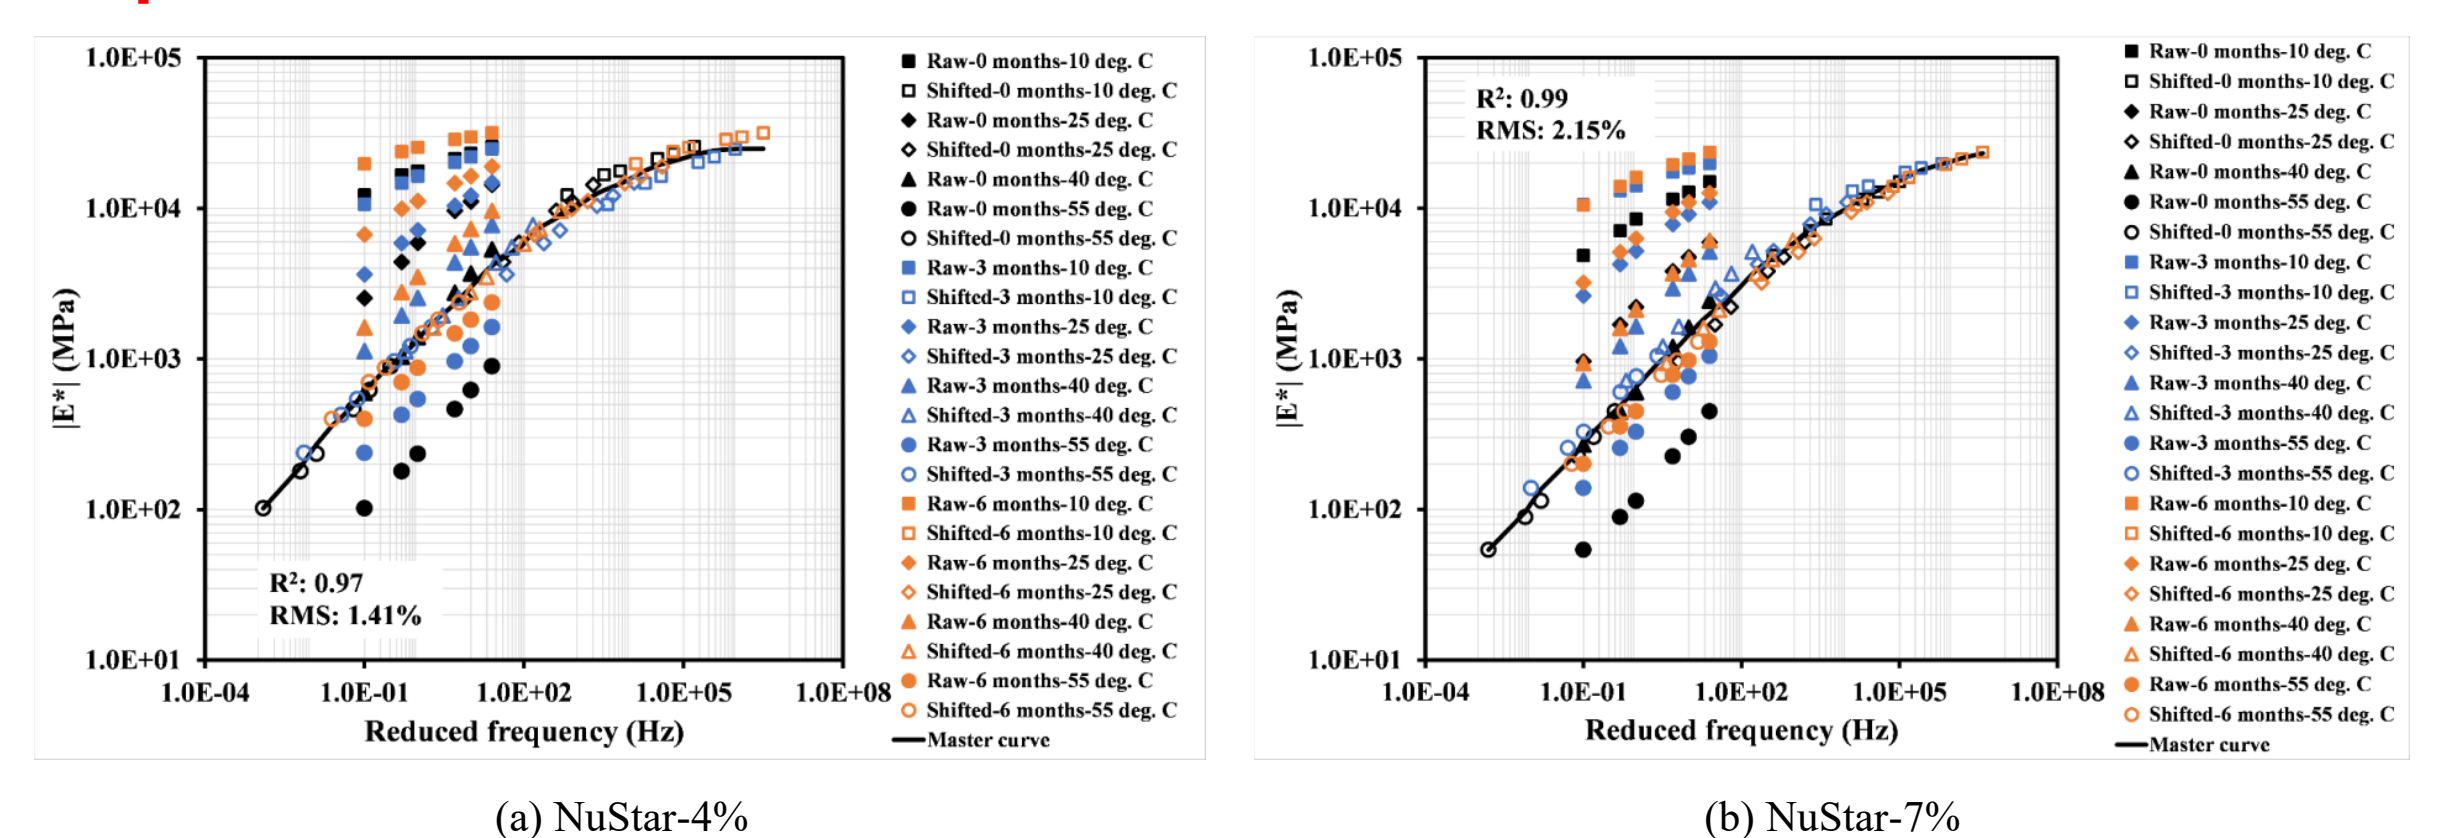 1.0E+05
1.0E+04
1.0E+03
1.0E+02
1.0E+01
|E*| (MPa)
R²: 0.97
RMS: 1.41%
1.0E-04 1.0E-01 1.0E+02 1.0E+05 1.0E+08
Reduced frequency (Hz)
Raw-0 months-10 deg. C
Shifted-0 months-10 deg. C
Raw-0 months-25 deg. C
Shifted-0 months-25 deg. C
Raw-0 months-40 deg. C
Raw-0 months-55 deg. C
Shifted-0 months-55 deg. C
Raw-3 months-10 deg. C
Shifted-3 months-10 deg. C
Raw-3 months-25 deg. C
Shifted-3 months-25 deg. C
Raw-3 months-40 deg. C
Shifted-3 months-40 deg. C
Raw-3 months-55 deg. C
Shifted-3 months-55 deg. C
Raw-6 months-10 deg. C
Shifted-6 months-10 deg. C
Raw-6 months-25 deg. C
Shifted-6 months-25 deg. C
Raw-6 months-40 deg. C
Shifted-6 months-40 deg. C
Raw-6 months-55 deg. C
Shifted-6 months-55 deg. C
Master curve
(a) NuStar-4%
1.0E+05
1.0E+04
1.0E+03
1.0E+02
1.0E+01
|E*| (MPa)
R²: 0.99
RMS: 2.15%
1.0E-04 1.0E-01 1.0E+02 1.0E+05 1.0E+08
Reduced frequency (Hz)
Raw-0 months-10 deg. C
Shifted-0 months-10 deg. C
Raw-0 months-25 deg. C
Shifted-0 months-25 deg. C
Raw-0 months-40 deg. C
Raw-0 months-55 deg. C
Shifted-0 months-55 deg. C
Raw-3 months-10 deg. C
Shifted-3 months-10 deg. C
Raw-3 months-25 deg. C
Shifted-3 months-25 deg. C
Raw-3 months-40 deg. C
Shifted-3 months-40 deg. C
Raw-3 months-55 deg. C
Shifted-3 months-55 deg. C
Raw-6 months-10 deg. C
Shifted-6 months-10 deg. C
Raw-6 months-25 deg. C
Shifted-6 months-25 deg. C
Raw-6 months-40 deg. C
Shifted-6 months-40 deg. C
Raw-6 months-55 deg. C
Shifted-6 months-55 deg. C
Master curve
(b) NuStar-7%